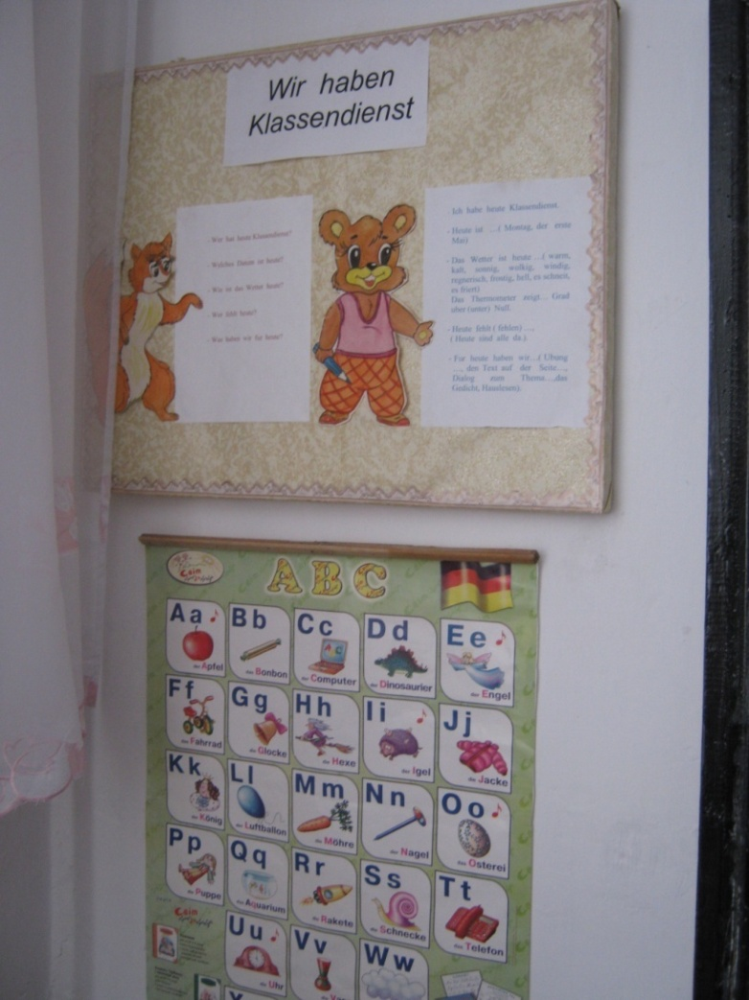 Wir haben
Klassendienst
- Wer hat heute Klassendienst?
- Welches Datum ist heute?
- Wie ist das Wetter heute?
- Wer fehlt heute?
- Was haben wir für heute?
- Ich habe heute Klassendienst.
- Heute ist ...( Montag, der erste
Mai)
- Das Wetter ist heute ...( warm,
kalt, sonnig, wolkig, windig,
regnerisch, frostig, hell, es schneit,
es friert)
Das Thermometer zeigt... Grad
über (unter) Null.
- Heute fehlt ( fehlen) ...,
( Heute sind alle da.)
- Für heute haben wir...( Übung
..., den Text auf der Seite...,
Dialog zum Thema...,das
Gedicht, Hauslesen).
ABC
Aa
der Apfel
Bb
der Bonbon
Cc
der Computer
Dd
der Dinosaurier
Ee
der Engel
Ff
das Fahrrad
Gg
die Glocke
Hh
die Hexe
Ii
der Igel
Jj
die Jacke
Kk
der König
Ll
der Luftballon
Mm
die Möhre
Nn
der Nagel
Oo
das Osterei
Pp
die Puppe
Qq
das Aquarium
Rr
die Rakete
Ss
die Schnecke
Tt
das Telefon
Uu
die Uhr
Vv
Ww